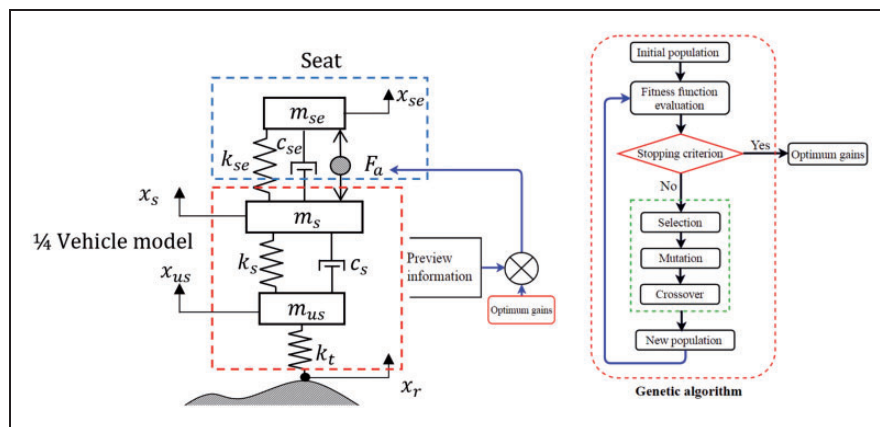 Seat
x_se
m_se
c_se
k_se
F_a
x_s
m_s
¼ Vehicle model
k_s
c_s
x_us
m_us
k_t
x_r
Preview
information
Optimum gains
Initial population
Fitness function
evaluation
Stopping criterion
Yes
Optimum gains
No
Selection
Mutation
Crossover
New population
Genetic algorithm